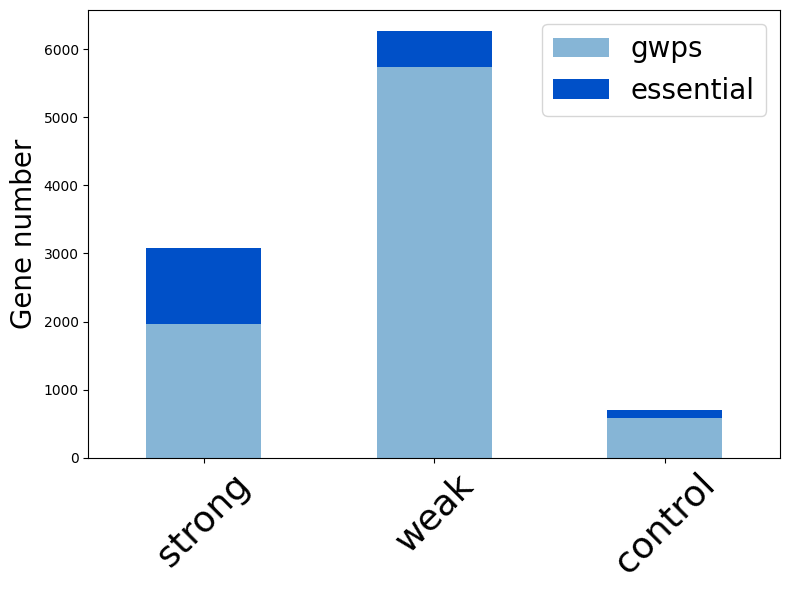 gwps
essential
Gene number
6000
5000
4000
3000
2000
1000
0
strong
weak
control